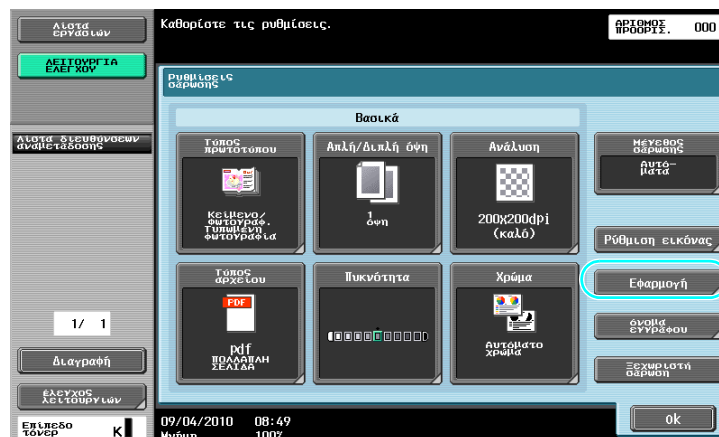 Λίστα
εργασιών
Καθορίστε τις ρυθμίσεις.
ΑΡΙΘΜΟΣ
ΠΡΟΟΡΙΣ.
000
ΛΕΙΤΟΥΡΓΙΑ
ΕΛΕΓΧΟΥ
Ρυθμίσεις
σάρωσης
Βασικά
Λίστα διευθύνσεων
αναμετάδοσης
Τύπος
πρωτοτύπου
Απλή/Διπλή όψη
Ανάλυση
Μέγεθος
σάρωσης
Αυτό-
ματα
Κείμενο/
φωτογραφ.
Τυπωμένη
φωτογραφία
1
όψη
200X200dpi
(καλό)
Ρύθμιση εικόνας
Τύπος
αρχείου
Πυκνότητα
Χρώμα
Εφαρμογή
PDF
pdf
ΠΟΛΛΑΠΛΗ
ΣΕΛΙΔΑ
Αυτόματο
χρώμα
1/ 1
όνομα
εγγράφου
Διαγραφή
Ξεχωριστή
σάρωση
έλεγχος
λειτουργιών
ok
Επίπεδο
τόνερ
K
09/04/2010 08:49
Μνήμη 100%